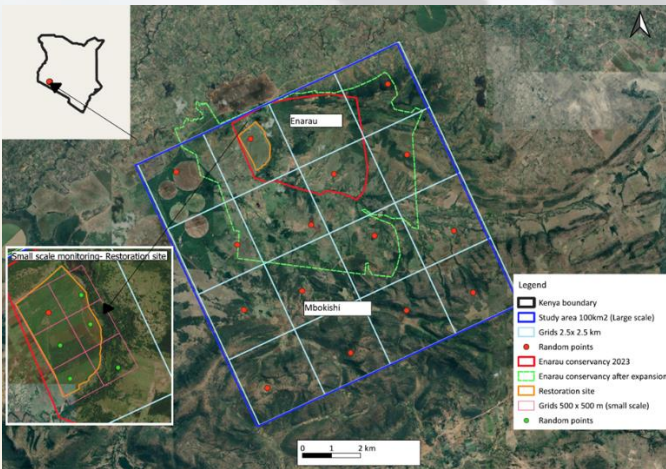 Enarau
Small scale monitoring- Restoration site
Mbokishi
Legend
Kenya boundary
Study area 100km2 (Large scale)
Grids 2.5x 2.5 km
Random points
Enarau conservancy 2023
Enarau conservancy after expansion
Restoration site
Grids 500 x 500 m (small scale)
Random points
0 1 2 km